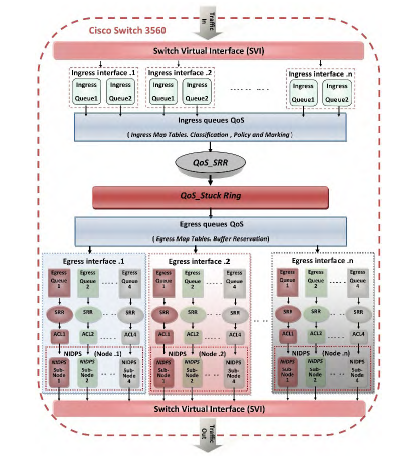 Traffic
In
Cisco Switch 3560
Switch Virtual Interface (SVI)
Ingress interface .1
Ingress interface .2
Ingress interface .n
Ingress
Queue1
Ingress
Queue2
Ingress
Queue1
Ingress
Queue2
.... ...
Ingress
Queue1
Ingress
Queue2
Ingress queues QoS
( Ingress Map Tables. Classification , Policy and Marking )
QoS_SRR
QoS_Stuck Ring
Egress queues QoS
( Egress Map Tables. Buffer Reservation)
Egress interface .1
Egress interface .2
Egress interface .n
Egress
Queue
1
Egress
Queue
2
Egress
Queue
4
Egress
Queue
1
Egress
Queue
2
Egress
Queue
4
Egress
Queue
1
Egress
Queue
2
Egress
Queue
4
SRR
SRR
SRR
SRR
SRR
SRR
SRR
SRR
SRR
ACL1
ACL2
ACL4
ACL1
ACL2
ACL4
ACL1
ACL2
ACL4
NIDPS (Node .1)
NIDPS (Node .2)
NIDPS (Node .n)
NIDPS
Sub-
Node
1
NIDPS
Sub-
Node
2
NIDPS
Sub-
Node
4
NIDPS
Sub-
Node
1
NIDPS
Sub-
Node
2
NIDPS
Sub-
Node
4
NIDPS
Sub-
Node
1
NIDPS
Sub-
Node
2
NIDPS
Sub-
Node
4
Switch Virtual Interface (SVI)
Traffic
Out